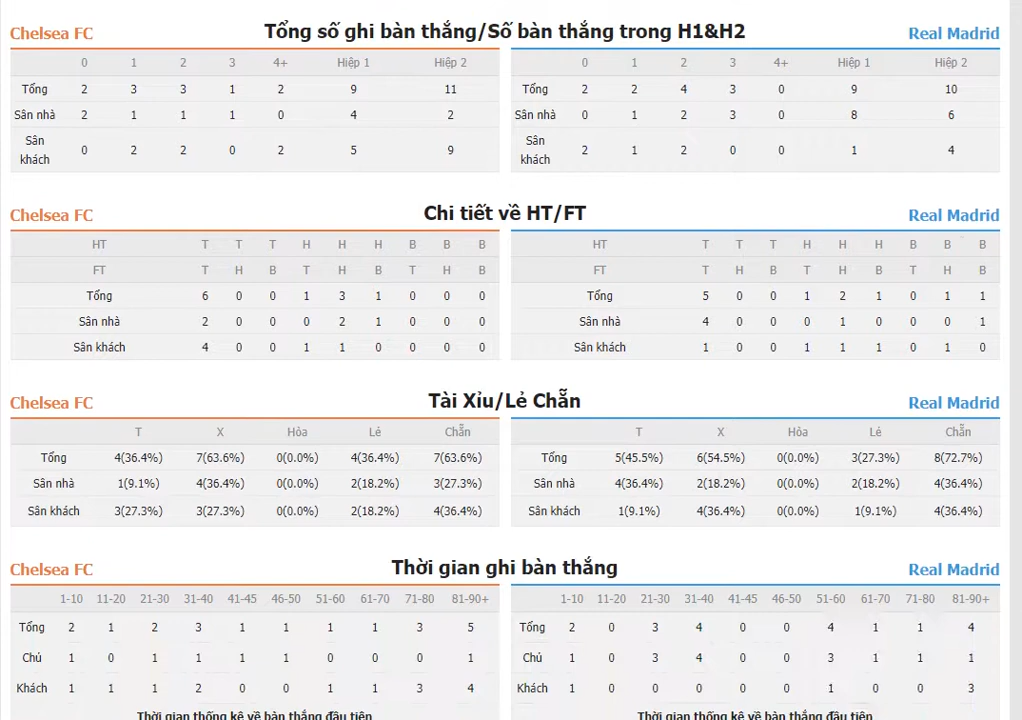 Chelsea FC Tổng số ghi bàn thắng/Số bàn thắng trong H1&H2 Real Madrid
0 1 2 3 4+ Hiệp 1 Hiệp 2 0 1 2 3 4+ Hiệp 1 Hiệp 2
Tổng 2 3 3 1 2 9 11 Tổng 2 2 4 3 0 9 10
Sân nhà 2 1 1 1 0 4 2 Sân nhà 0 1 2 3 0 8 6
Sân khách 0 2 2 0 2 5 9 Sân khách 2 1 2 0 0 1 4
Chelsea FC Chi tiết về HT/FT Real Madrid
HT T T T H H H B B B HT T T T H H H B B B
FT T H B T H B T H B FT T H B T H B T H B
Tổng 6 0 0 1 3 1 0 0 0 Tổng 5 0 0 1 2 1 0 1 1
Sân nhà 2 0 0 0 2 1 0 0 0 Sân nhà 4 0 0 0 1 0 0 0 1
Sân khách 4 0 0 1 1 0 0 0 0 Sân khách 1 0 0 1 1 1 0 1 0
Chelsea FC Tài Xỉu/Lẻ Chẵn Real Madrid
T X Hòa Lẻ Chẵn T X Hòa Lẻ Chẵn
Tổng 4(36.4%) 7(63.6%) 0(0.0%) 4(36.4%) 7(63.6%) Tổng 5(45.5%) 6(54.5%) 0(0.0%) 3(27.3%) 8(72.7%)
Sân nhà 1(9.1%) 4(36.4%) 0(0.0%) 2(18.2%) 3(27.3%) Sân nhà 4(36.4%) 2(18.2%) 0(0.0%) 2(18.2%) 4(36.4%)
Sân khách 3(27.3%) 3(27.3%) 0(0.0%) 2(18.2%) 4(36.4%) Sân khách 1(9.1%) 4(36.4%) 0(0.0%) 1(9.1%) 4(36.4%)
Chelsea FC Thời gian ghi bàn thắng Real Madrid
1-10 11-20 21-30 31-40 41-45 46-50 51-60 61-70 71-80 81-90+ 1-10 11-20 21-30 31-40 41-45 46-50 51-60 61-70 71-80 81-90+
Tổng 2 1 2 3 1 1 1 1 3 5 Tổng 2 0 3 4 0 0 4 1 1 4
Chủ 1 0 1 1 1 1 0 0 0 1 Chủ 1 0 3 4 0 0 3 1 1 1
Khách 1 1 1 2 0 0 1 1 3 4 Khách 1 0 0 0 0 0 1 0 0 3
Thời gian thống kê về bàn thắng đầu tiên Thời gian thống kê về bàn thắng đầu tiên